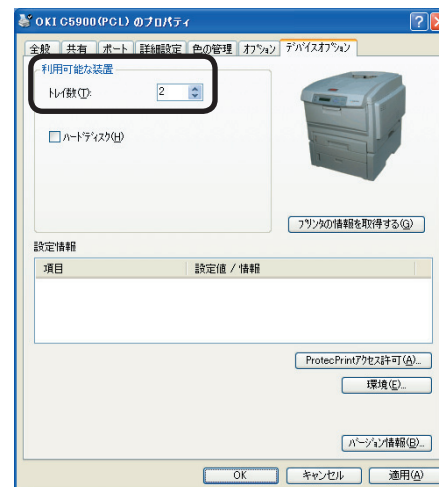 OKI C5900(PCL) のプロパティ
全般 共有 ポート 詳細設定 色の管理 オプション デバイスオプション
利用可能な装置
トレイ数(T): 2
ハードディスク(H)
プリンタの情報を取得する(G)
設定情報
項目 設定値 / 情報
ProtecPrintアクセス許可(A)...
環境(E)...
バージョン情報(B)...
OK キャンセル 適用(A)